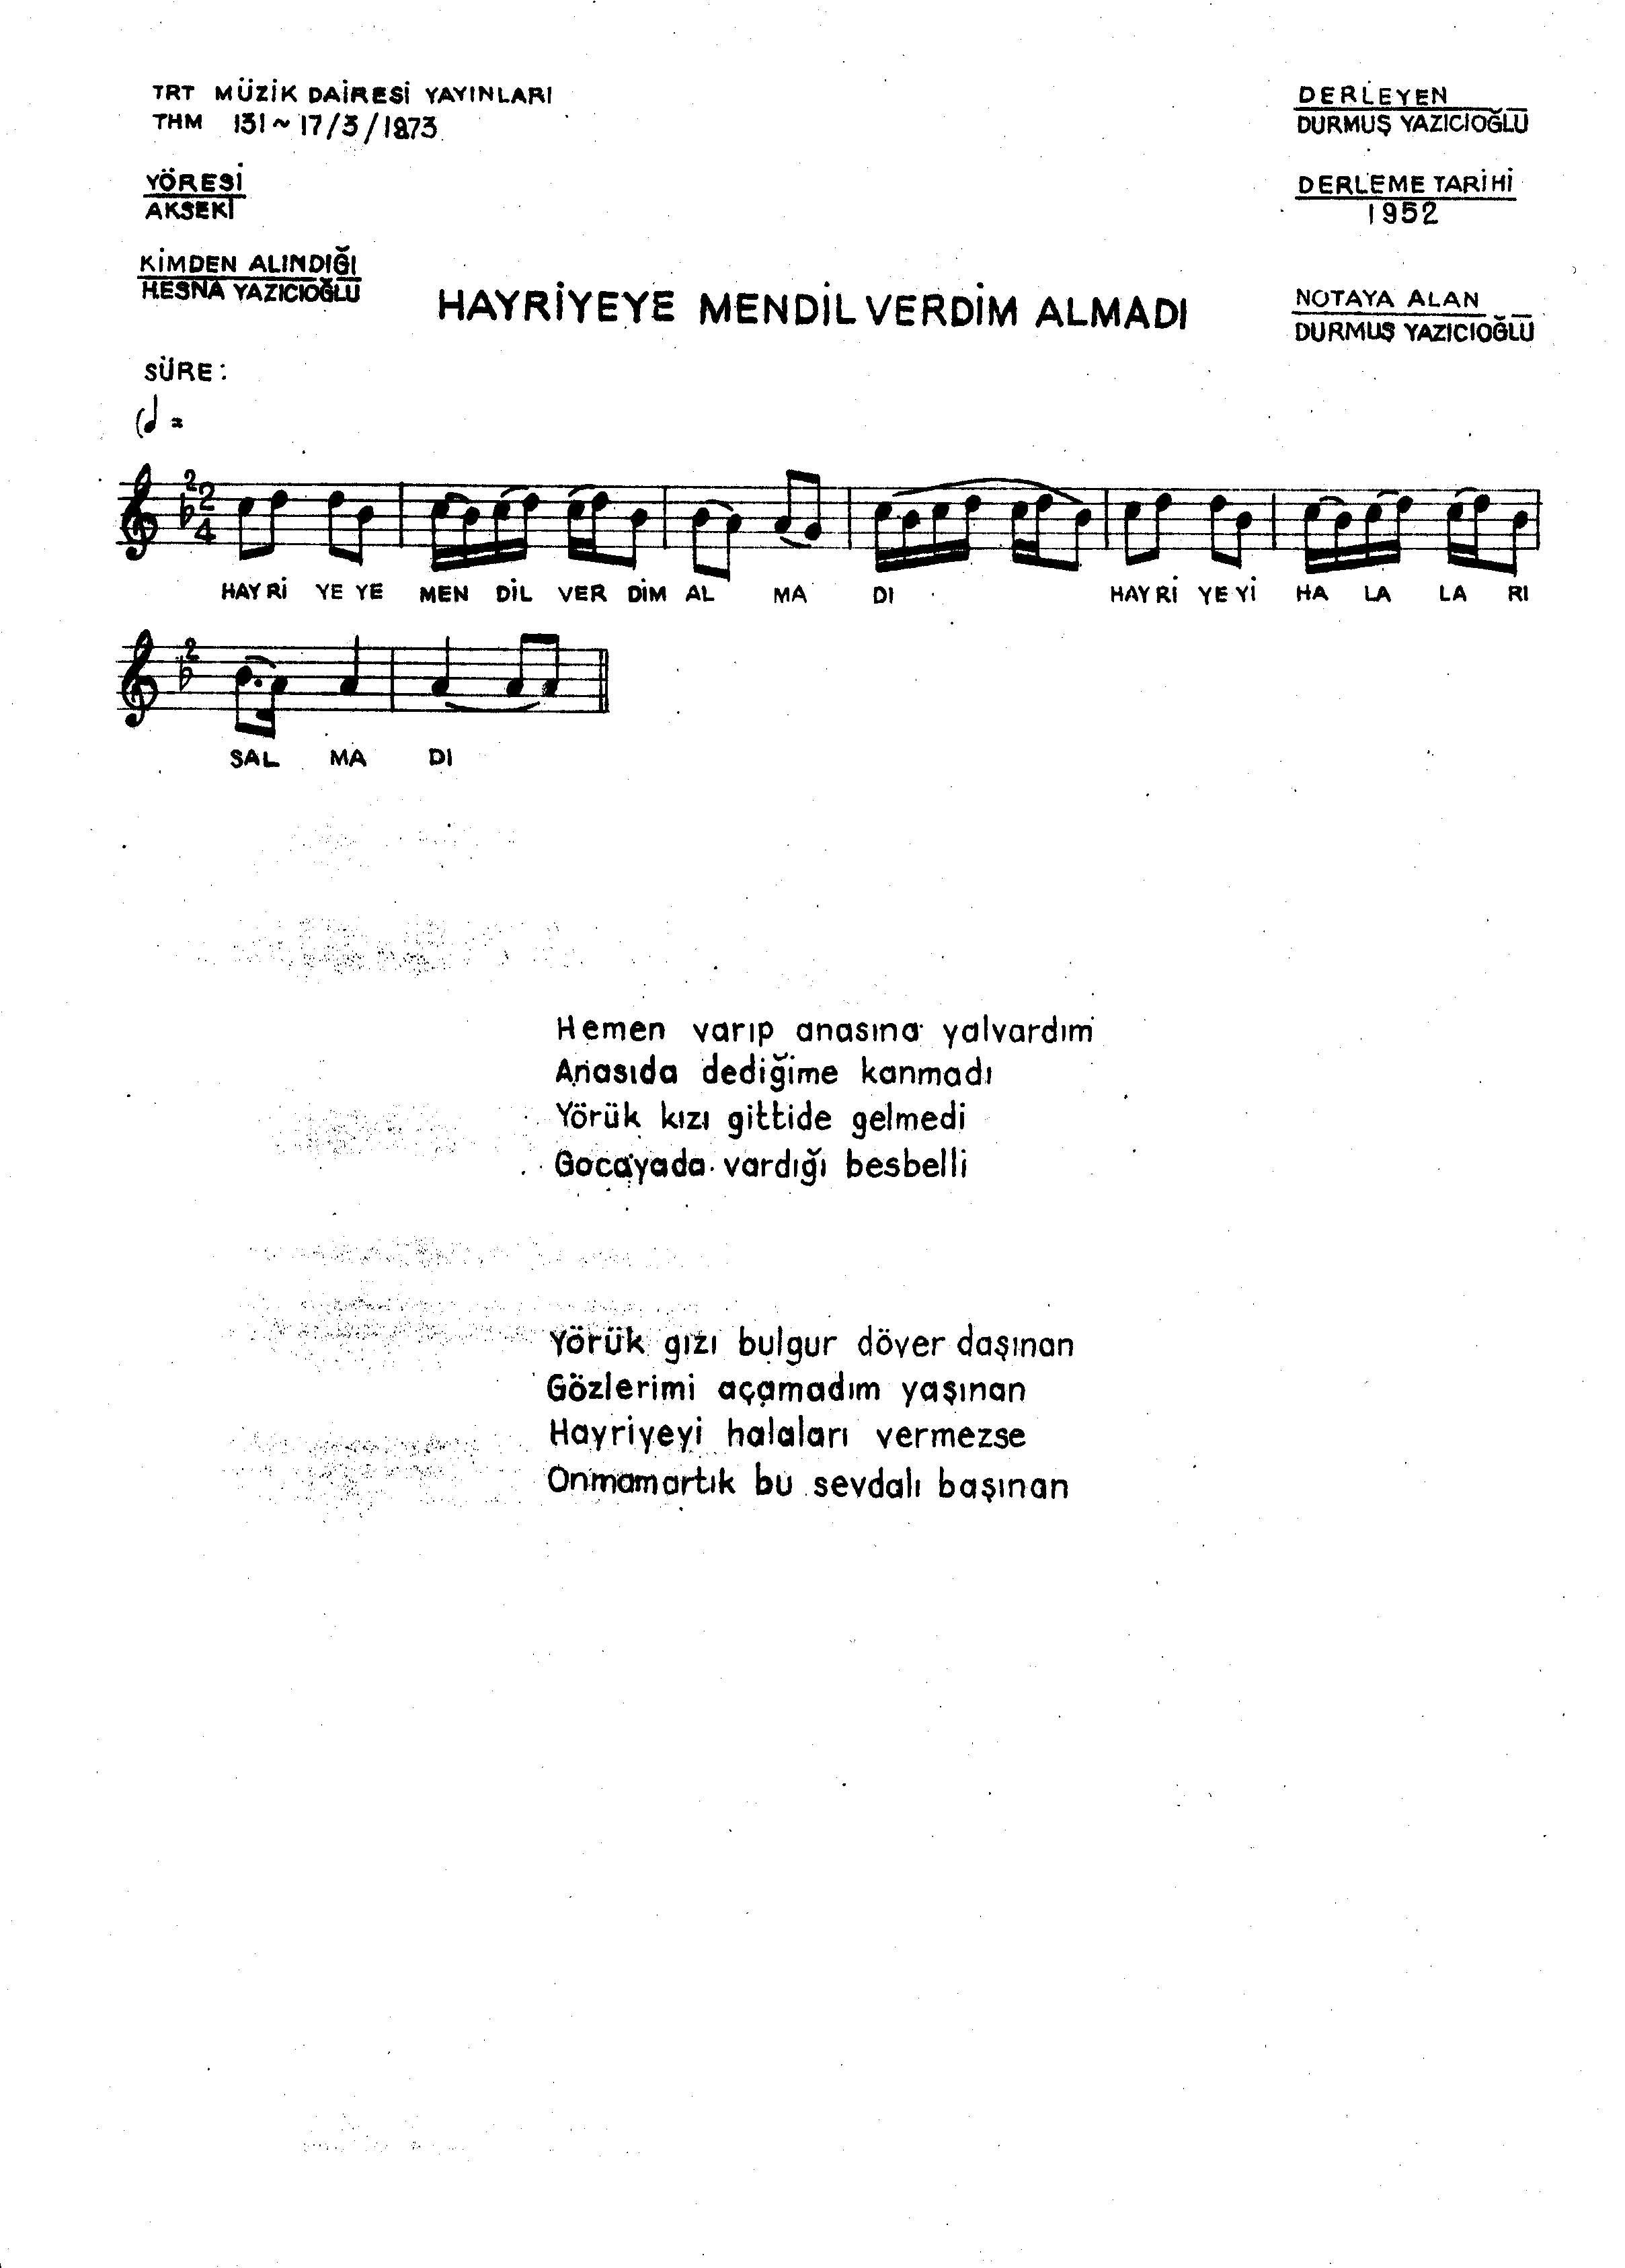 TRT MÜZİK DAİRESİ YAYINLARI
THM 131~17/3/1973
DERLEYEN
DURMUŞ YAZICIOĞLU
YÖRESİ
AKSEKİ
DERLEME TARİHİ
1952
KİMDEN ALINDIĞI
HESNA YAZICIOĞLU
HAYRİYEYE MENDİL VERDİM ALMADI
NOTAYA ALAN
DURMUŞ YAZICIOĞLU
SÜRE:
HAY Rİ YE YE MEN DİL VER DİM AL MA DI HAY Rİ YE Yİ HA LA LA RI
SAL MA DI
Hemen varıp anasına yalvardım
Anasıda dediğime kanmadı
Yörük kızı gittide gelmedi
Gocayada vardığı besbelli
Yörük gızı bulgur döver daşınan
Gözlerimi açamadım yaşınan
Hayriyeyi halaları vermezse
Onmamartık bu sevdalı başınan